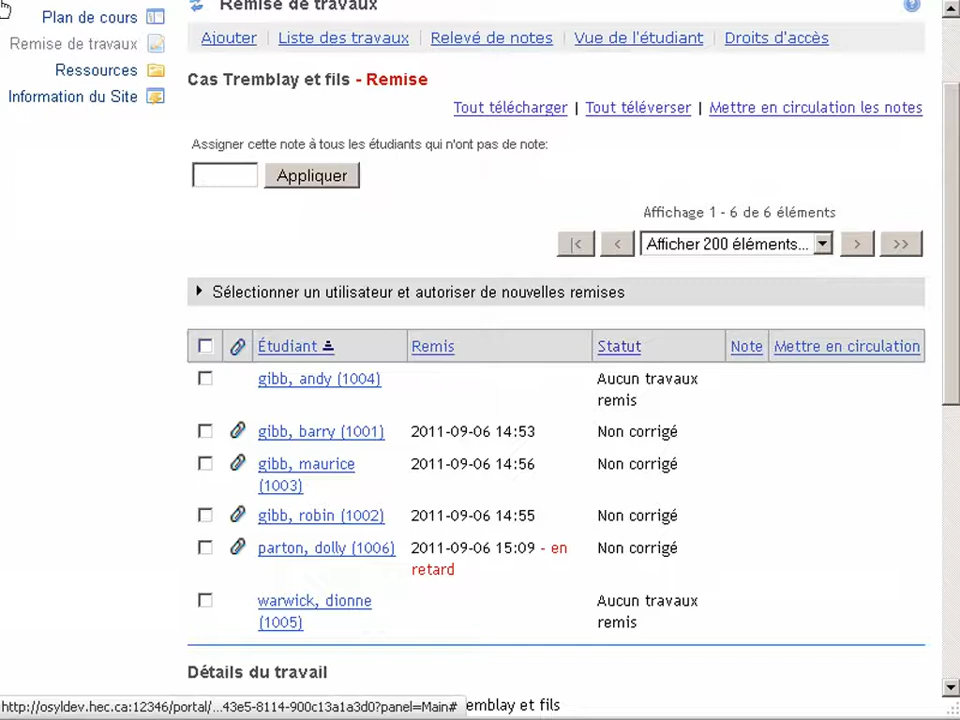 Remise de travaux
Plan de cours
Remise de travaux
Ressources
Information du Site
Ajouter | Liste des travaux | Relevé de notes | Vue de l'étudiant | Droits d'accès
Cas Tremblay et fils - Remise
Tout télécharger | Tout téléverser | Mettre en circulation les notes
Assigner cette note à tous les étudiants qui n'ont pas de note:
Appliquer
Affichage 1 - 6 de 6 éléments
|< < Afficher 200 éléments... > >>
Sélectionner un utilisateur et autoriser de nouvelles remises
Étudiant Remis Statut Note Mettre en circulation
gibb, andy (1004) Aucun travaux
remis
gibb, barry (1001) 2011-09-06 14:53 Non corrigé
gibb, maurice 2011-09-06 14:56 Non corrigé
(1003)
gibb, robin (1002) 2011-09-06 14:55 Non corrigé
parton, dolly (1006) 2011-09-06 15:09 - en Non corrigé
retard
warwick, dionne Aucun travaux
(1005) remis
Détails du travail
http://osyldev.hec.ca:12346/portal/...43e5-8114-900c13a1a3d0?panel=Main# emblay et fils